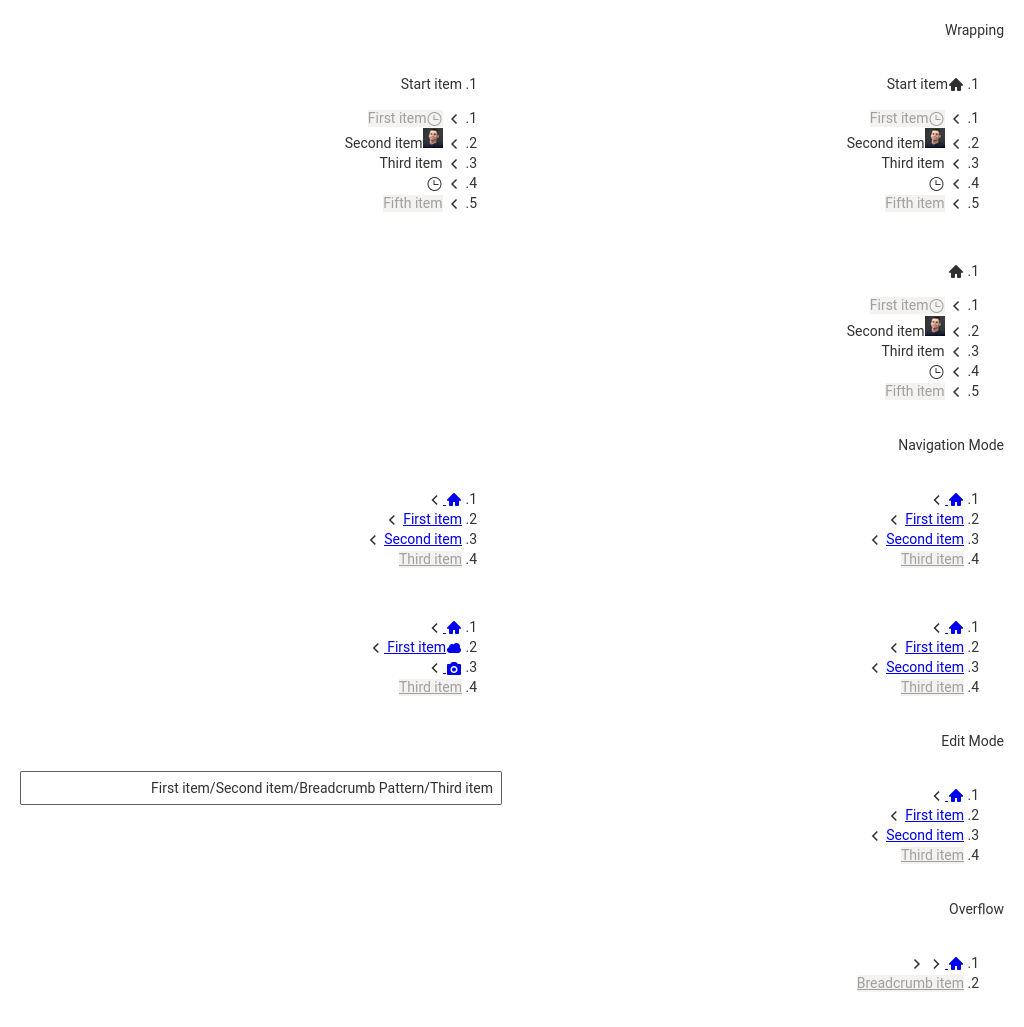 Wrapping
Start item .1
First item .1
Second item .2
Third item .3
.4
Fifth item .5
Start item .1
First item .1
Second item .2
Third item .3
.4
Fifth item .5
.1
First item .1
Second item .2
Third item .3
.4
Fifth item .5
Navigation Mode
.1
First item .2
Second item .3
Third item .4
.1
First item .2
Second item .3
Third item .4
.1
First item .2
Second item .3
Third item .4
.1
First item .2
.3
Third item .4
Edit Mode
.1
First item .2
Second item .3
Third item .4
First item/Second item/Breadcrumb Pattern/Third item
Overflow
.1
Breadcrumb item .2